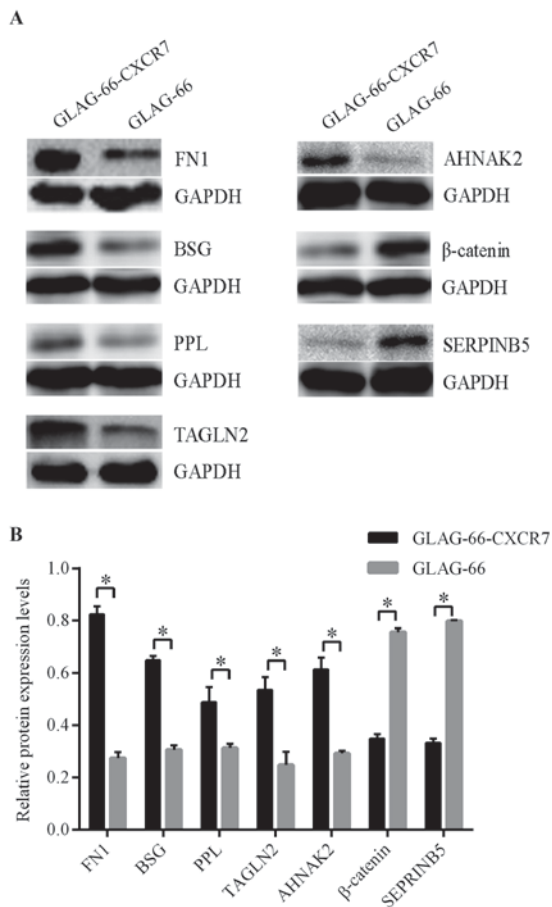 A
GLAG-66-CXCR7
GLAG-66
FN1
GAPDH
BSG
GAPDH
PPL
GAPDH
TAGLN2
GAPDH
GLAG-66-CXCR7
GLAG-66
AHNAK2
GAPDH
β-catenin
GAPDH
SERPINB5
GAPDH
B
GLAG-66-CXCR7
GLAG-66
Relative protein expression levels
1.0
0.8
0.6
0.4
0.2
0.0
*
*
*
*
*
*
*
FN1
BSG
PPL
TAGLN2
AHNAK2
β-catenin
SEPRINB5